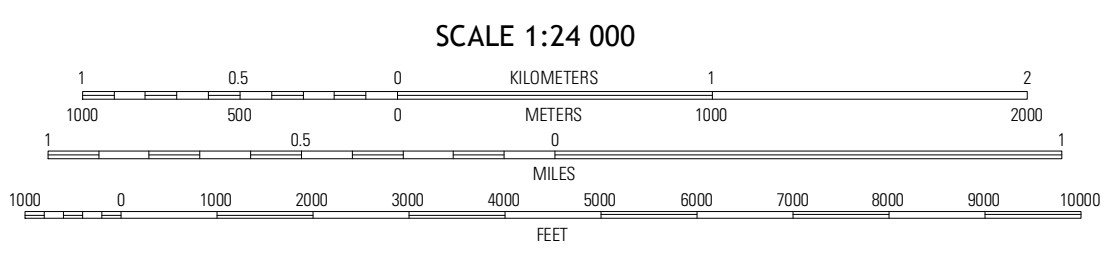 SCALE 1:24 000
1 0.5 0 KILOMETERS 1 2
1000 500 0 METERS 1000 2000
1 0.5 0 1
MILES
1000 0 1000 2000 3000 4000 5000 6000 7000 8000 9000 10000
FEET